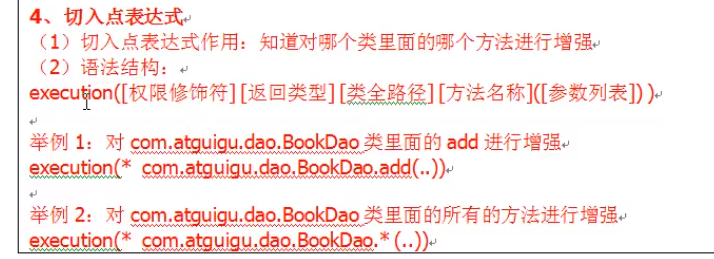 4、切入点表达式
（1）切入点表达式作用：知道对哪个类里面的哪个方法进行增强
（2）语法结构：
execution([权限修饰符] [返回类型] [类全路径] [方法名称]([参数列表]) )
举例 1：对 com.atguigu.dao.BookDao 类里面的 add 进行增强
execution(* com.atguigu.dao.BookDao.add(..))
举例 2：对 com.atguigu.dao.BookDao 类里面的所有的方法进行增强
execution(* com.atguigu.dao.BookDao.* (..))